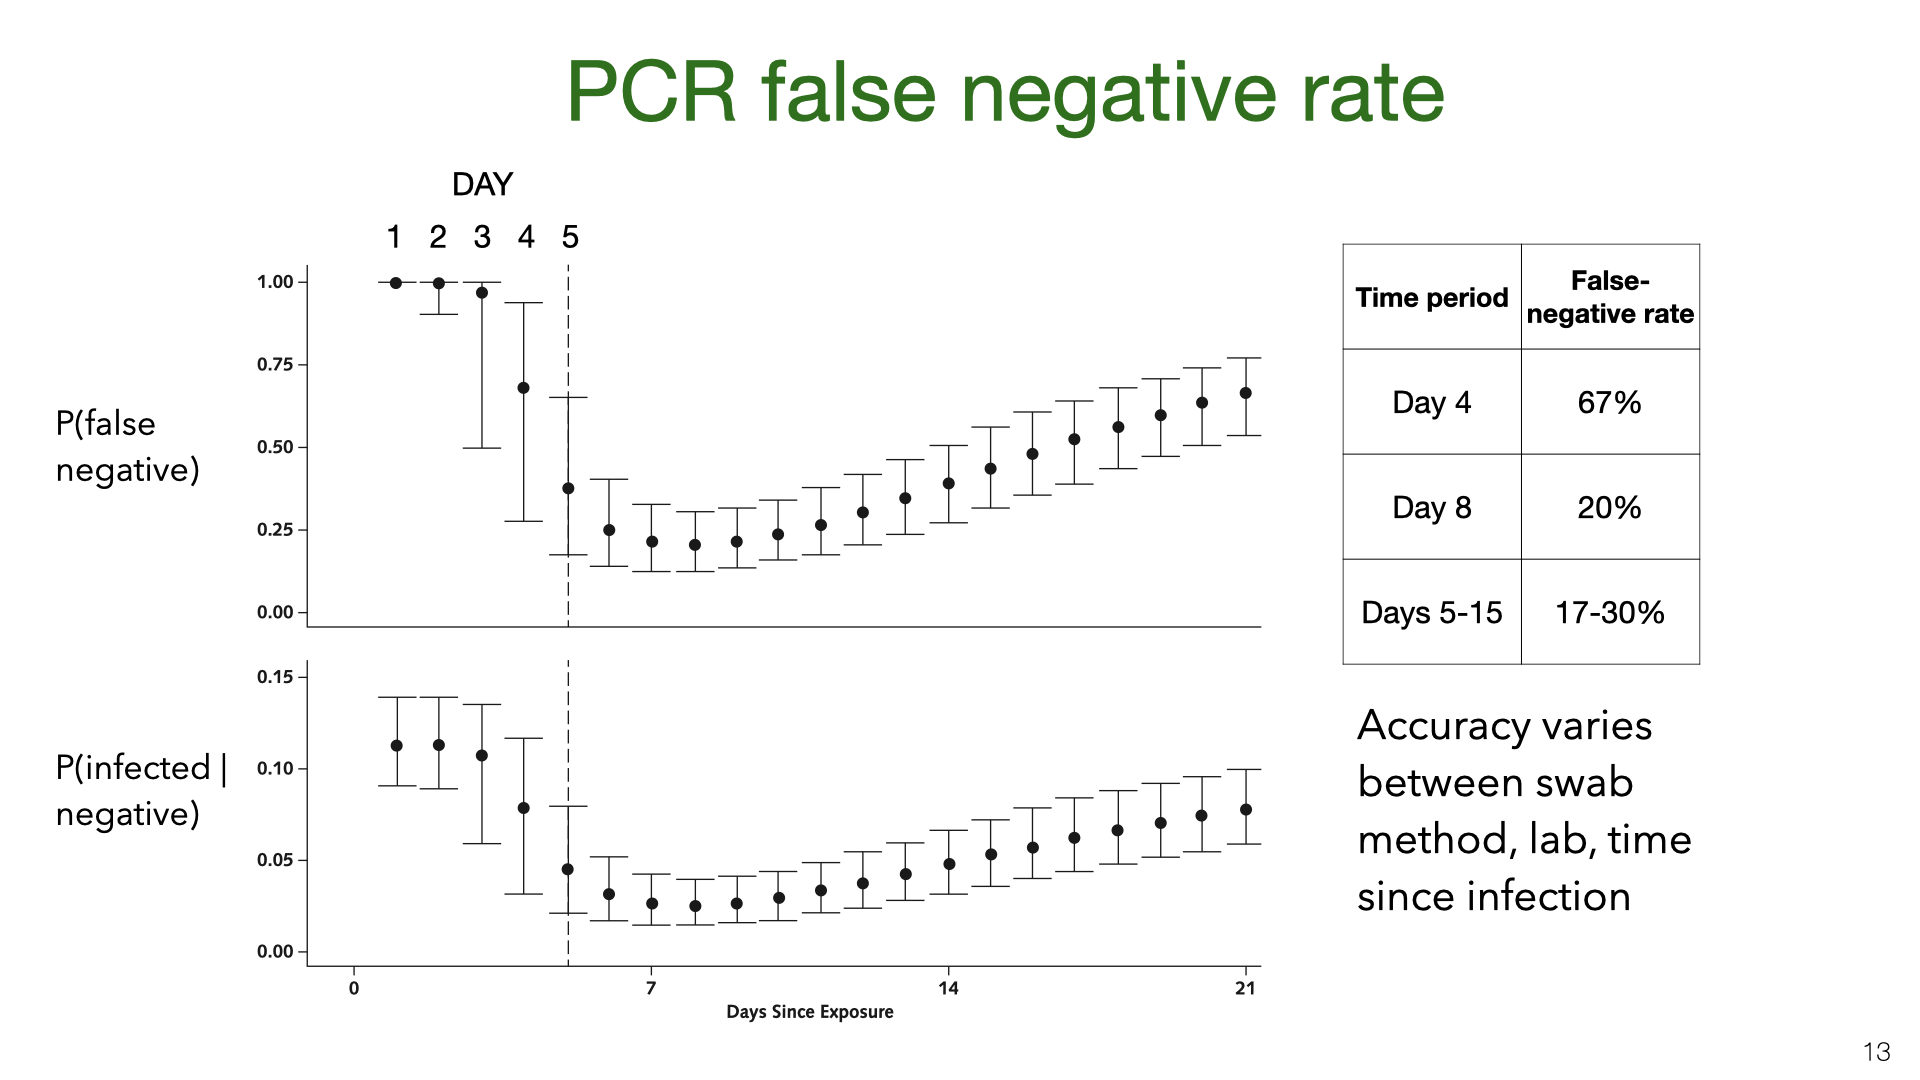 PCR false negative rate
DAY
1 2 3 4 5
P(false
negative)
1.00
0.75
0.50
0.25
0.00
P(infected |
negative)
0.15
0.10
0.05
0.00
0 7 14 21
Days Since Exposure
Time period False-
negative rate
Day 4 67%
Day 8 20%
Days 5-15 17-30%
Accuracy varies
between swab
method, lab, time
since infection
13